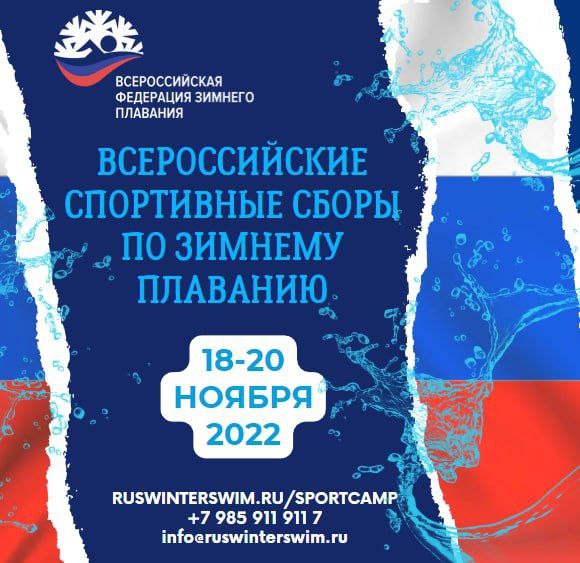 ВСЕРОССИЙСКАЯ
ФЕДЕРАЦИЯ ЗИМНЕГО
ПЛАВАНИЯ
ВСЕРОССИЙСКИЕ
СПОРТИВНЫЕ СБОРЫ
ПО ЗИМНЕМУ
ПЛАВАНИЮ
18-20
НОЯБРЯ
2022
RUSWINTERSWIM.RU/SPORTCAMP
+7 985 911 911 7
info@ruswinterswim.ru